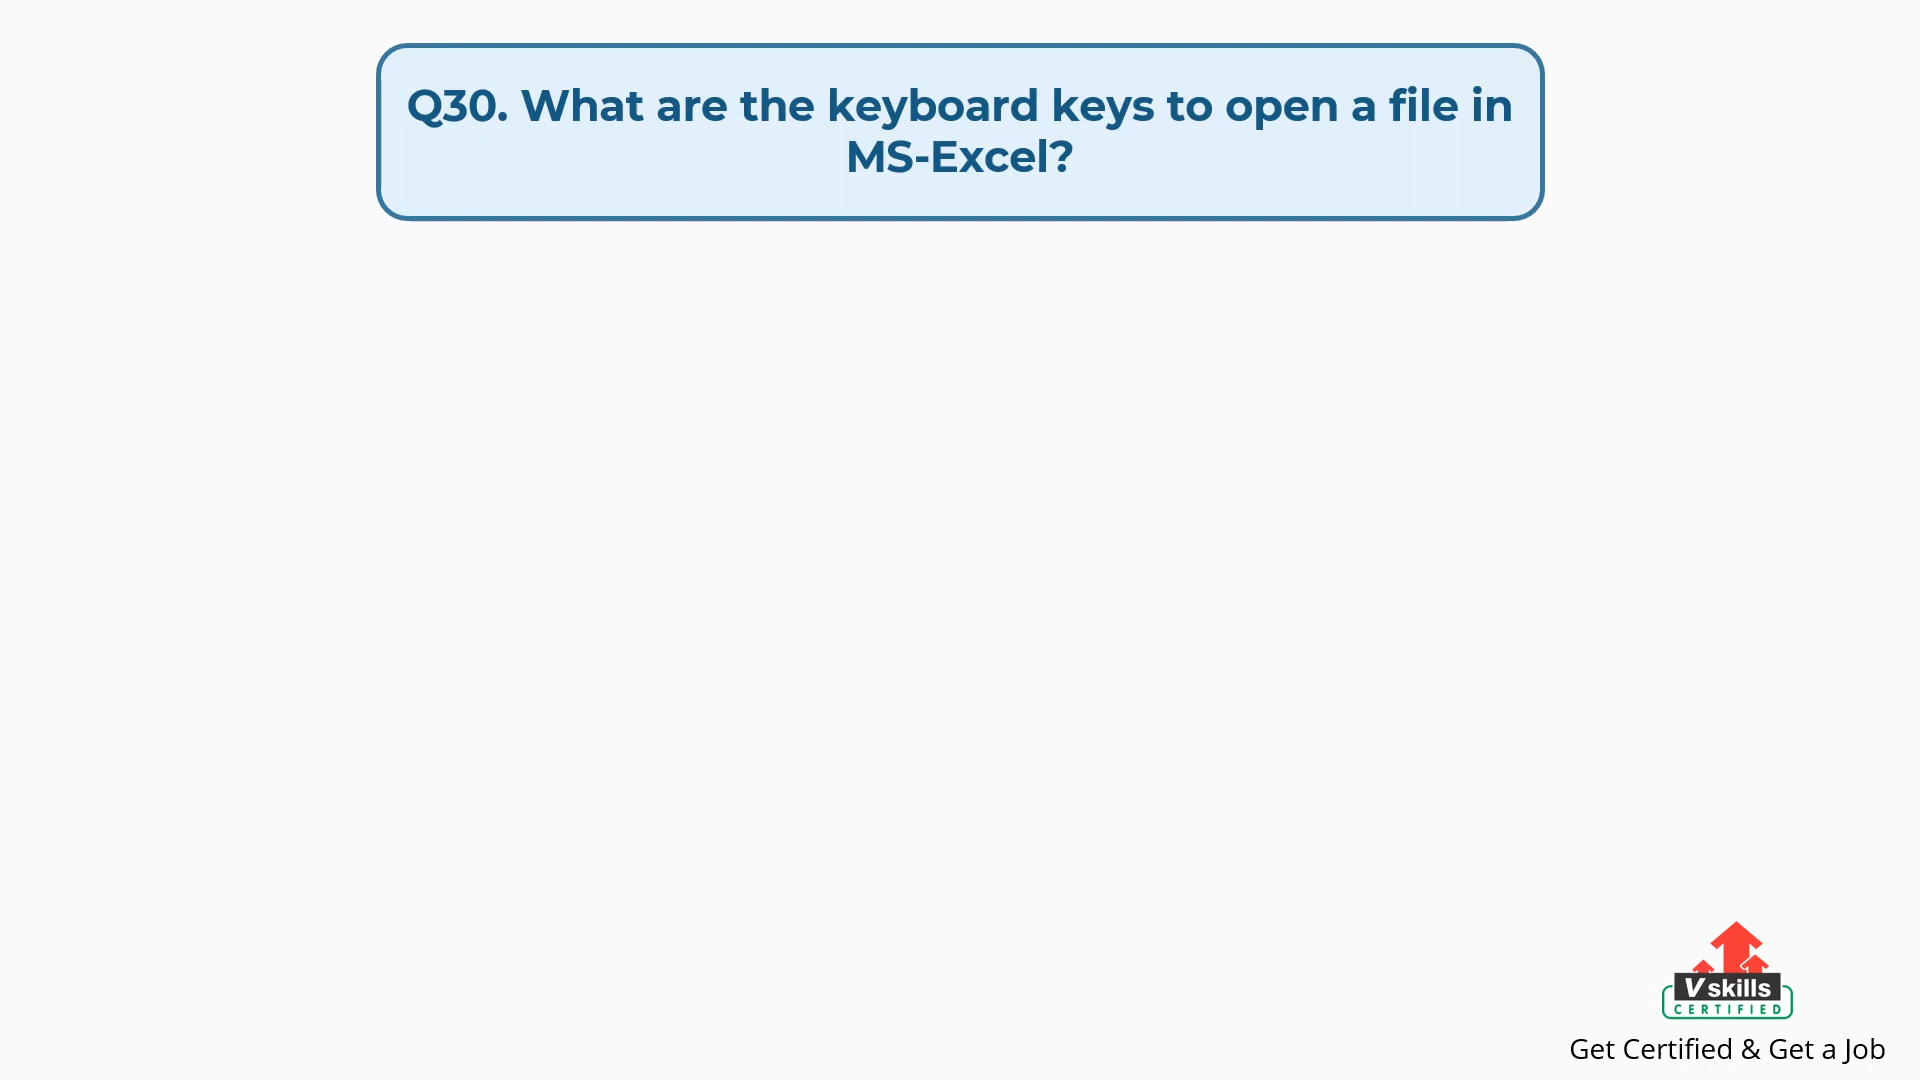 Q30. What are the keyboard keys to open a file in
MS-Excel?
Vskills
CERTIFIED
Get Certified & Get a Job